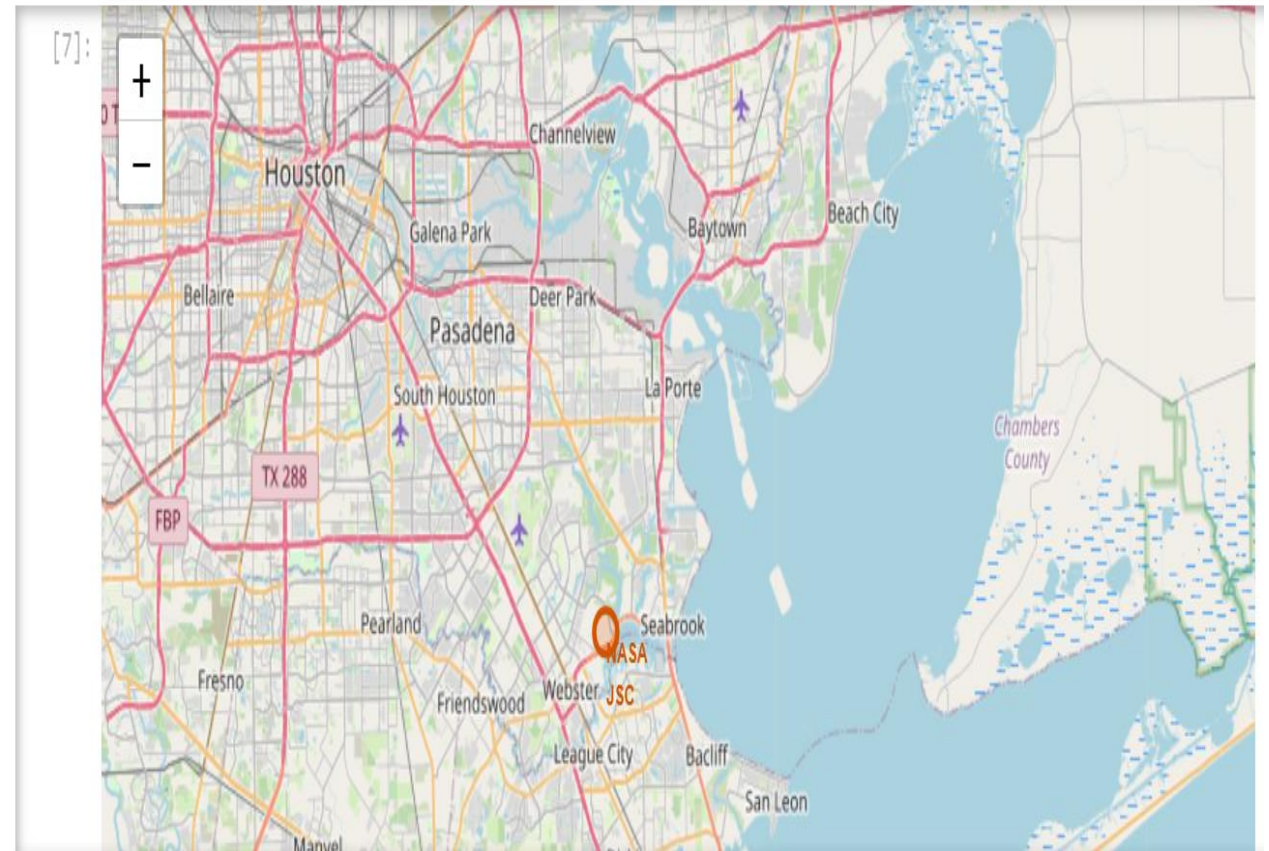 [7]:
+
−
Channelview
Houston
Galena Park
Baytown
Beach City
Bellaire
Deer Park
Pasadena
La Porte
South Houston
Chambers
County
TX 288
FBP
Pearland
Seabrook
NASA
JSC
Fresno
Friendswood
Webster
League City
Bacliff
San Leon
Manvel